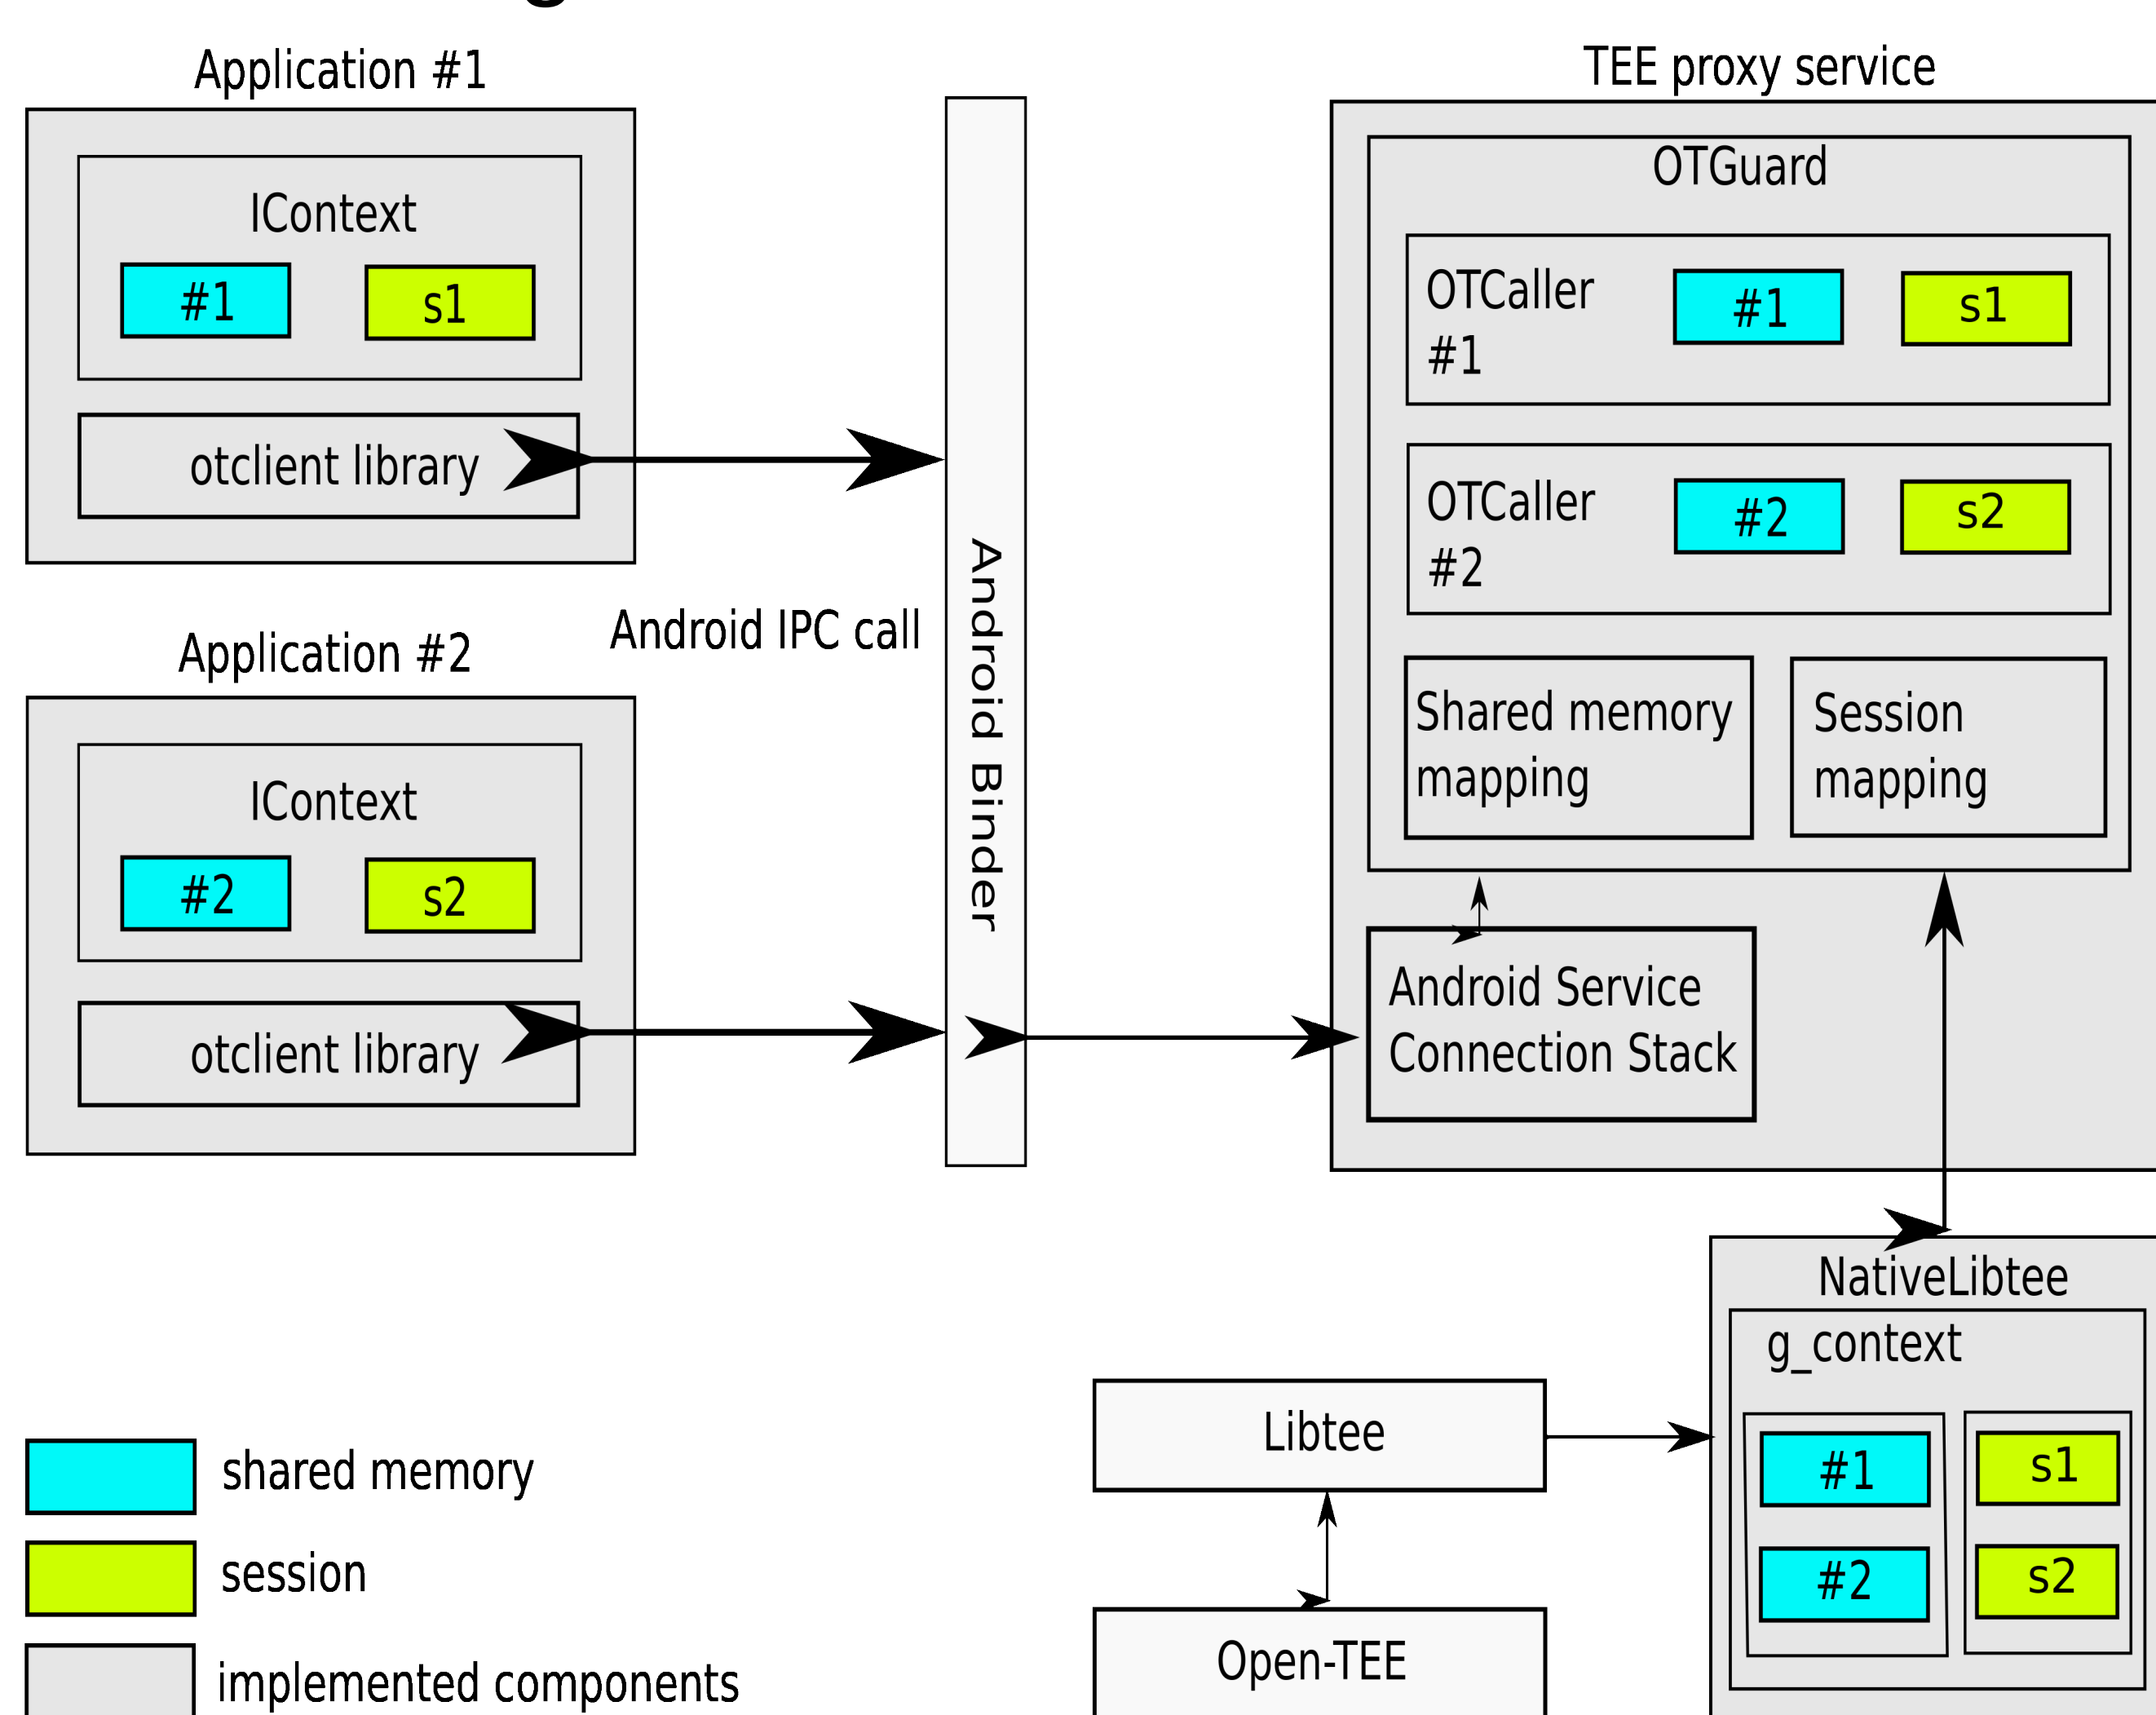 Application #1
IContext
#1
s1
otclient library
Application #2
IContext
#2
s2
otclient library
Android IPC call
Android Binder
TEE proxy service
OTGuard
OTCaller
#1
#1
s1
OTCaller
#2
#2
s2
Shared memory
mapping
Session
mapping
Android Service
Connection Stack
NativeLibtee
g_context
#1
s1
#2
s2
Libtee
Open-TEE
shared memory
session
implemented components